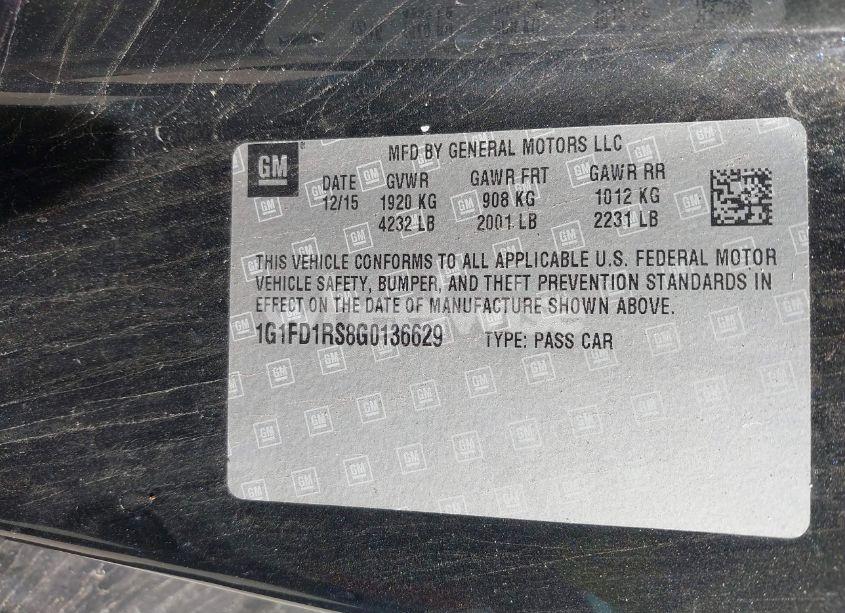 GM
MFD BY GENERAL MOTORS LLC
DATE GVWR GAWR FRT GAWR RR
12/15 1920 KG 908 KG 1012 KG
4232 LB 2001 LB 2231 LB
THIS VEHICLE CONFORMS TO ALL APPLICABLE U.S. FEDERAL MOTOR
VEHICLE SAFETY, BUMPER, AND THEFT PREVENTION STANDARDS IN
EFFECT ON THE DATE OF MANUFACTURE SHOWN ABOVE.
1G1FD1RS8G0136629 TYPE: PASS CAR